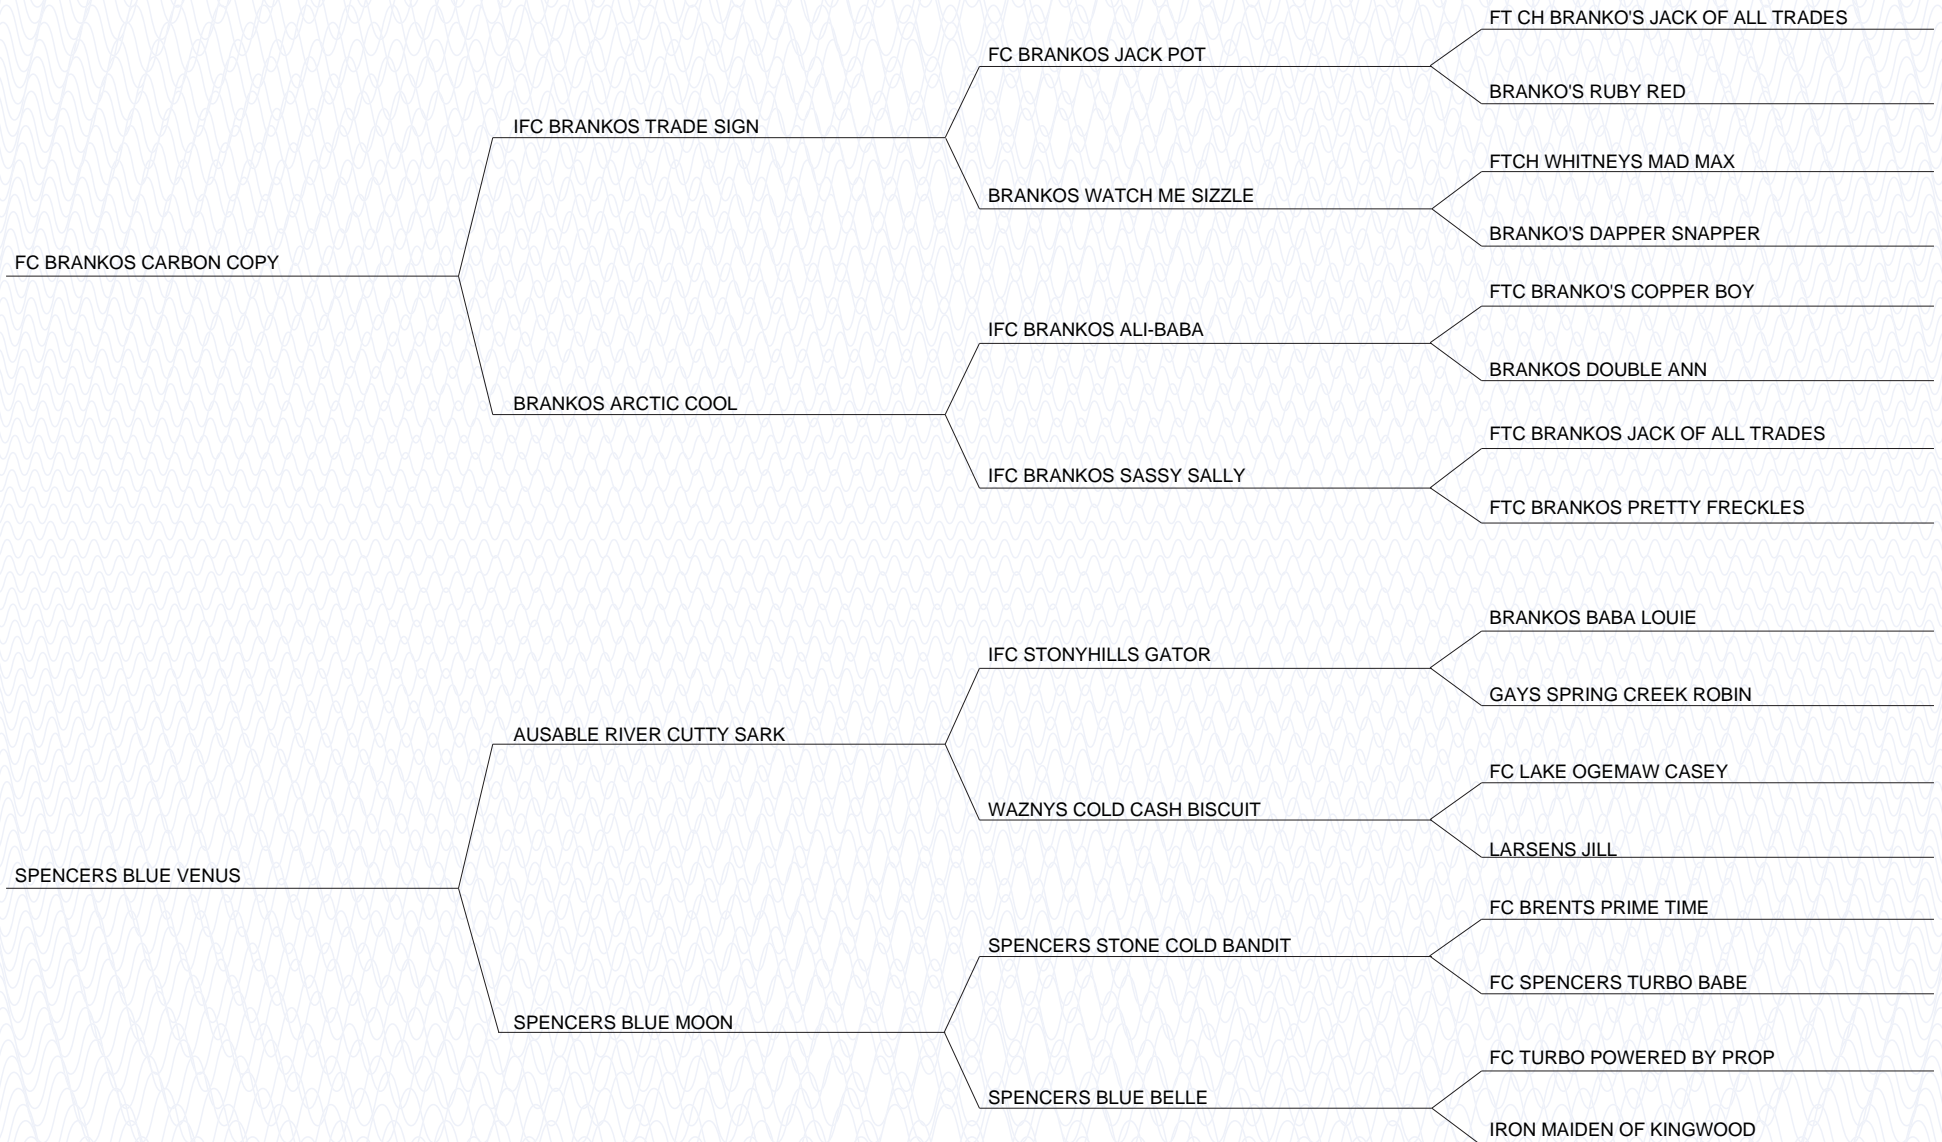 FT CH BRANKO'S JACK OF ALL TRADES
FC BRANKOS JACK POT
BRANKO'S RUBY RED
IFC BRANKOS TRADE SIGN
FTCH WHITNEYS MAD MAX
BRANKOS WATCH ME SIZZLE
BRANKO'S DAPPER SNAPPER
FC BRANKOS CARBON COPY
FTC BRANKO'S COPPER BOY
IFC BRANKOS ALI-BABA
BRANKOS DOUBLE ANN
BRANKOS ARCTIC COOL
FTC BRANKOS JACK OF ALL TRADES
IFC BRANKOS SASSY SALLY
FTC BRANKOS PRETTY FRECKLES
BRANKOS BABA LOUIE
IFC STONYHILLS GATOR
GAYS SPRING CREEK ROBIN
AUSABLE RIVER CUTTY SARK
FC LAKE OGEMAW CASEY
WAZNYS COLD CASH BISCUIT
LARSENS JILL
SPENCERS BLUE VENUS
FC BRENTS PRIME TIME
SPENCERS STONE COLD BANDIT
FC SPENCERS TURBO BABE
SPENCERS BLUE MOON
FC TURBO POWERED BY PROP
SPENCERS BLUE BELLE
IRON MAIDEN OF KINGWOOD